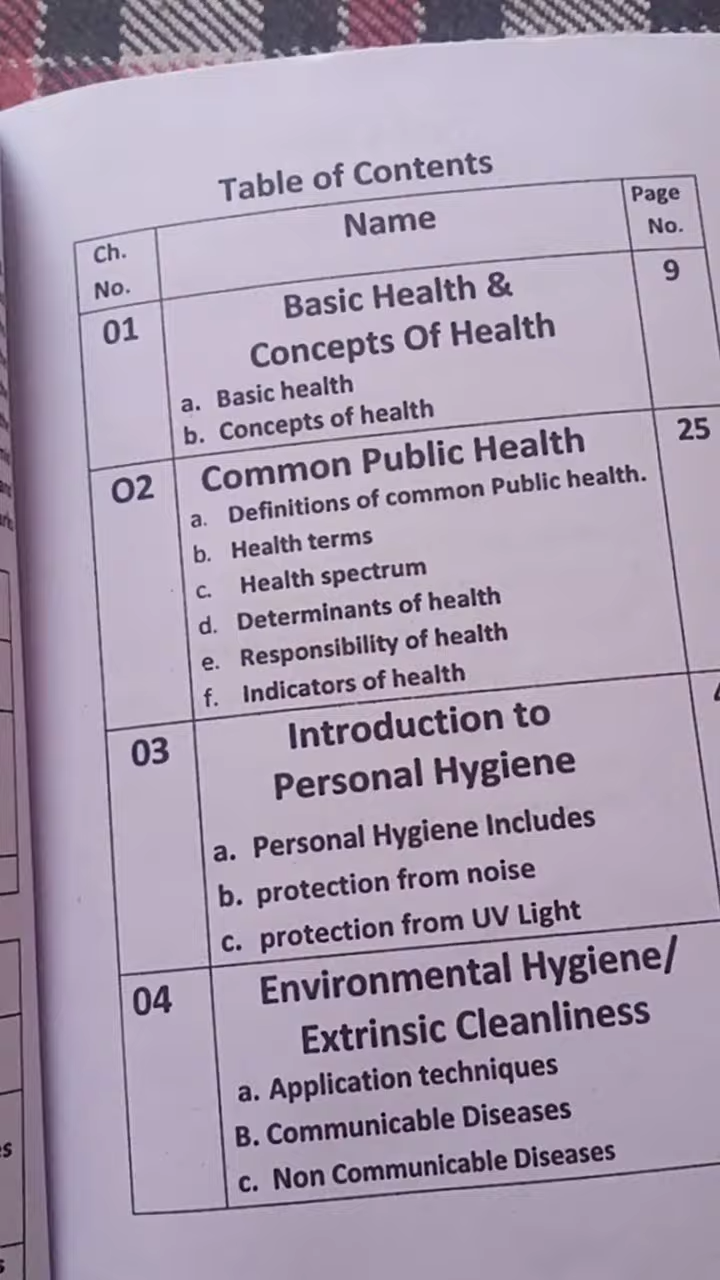 Table of Contents
Ch.
No.
Name
Page
No.
01
Basic Health &
Concepts Of Health
9
a. Basic health
b. Concepts of health
O2
Common Public Health
25
a. Definitions of common Public health.
b. Health terms
c. Health spectrum
d. Determinants of health
e. Responsibility of health
f. Indicators of health
03
Introduction to
Personal Hygiene
a. Personal Hygiene Includes
b. protection from noise
c. protection from UV Light
04
Environmental Hygiene/
Extrinsic Cleanliness
a. Application techniques
B. Communicable Diseases
c. Non Communicable Diseases